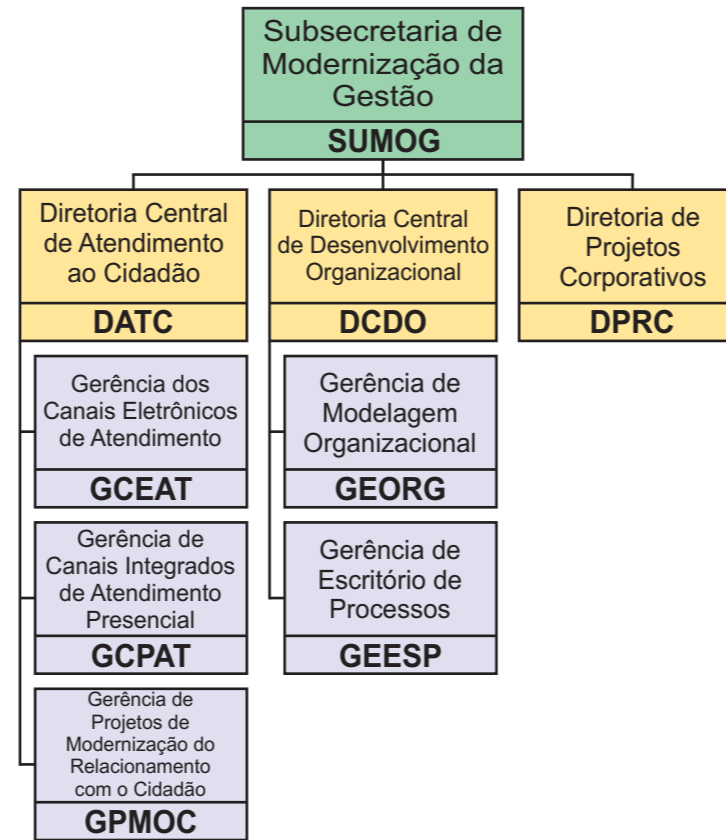 Subsecretaria de
Modernização da
Gestão
SUMOG
Diretoria Central
de Atendimento
ao Cidadão
DATC
Diretoria Central
de Desenvolvimento
Organizacional
DCDO
Diretoria de
Projetos
Corporativos
DPRC
Gerência dos
Canais Eletrônicos
de Atendimento
GCEAT
Gerência de
Canais Integrados
de Atendimento
Presencial
GCPAT
Gerência de
Projetos de
Modernização do
Relacionamento
com o Cidadão
GPMOC
Gerência de
Modelagem
Organizacional
GEORG
Gerência de
Escritório de
Processos
GEESP